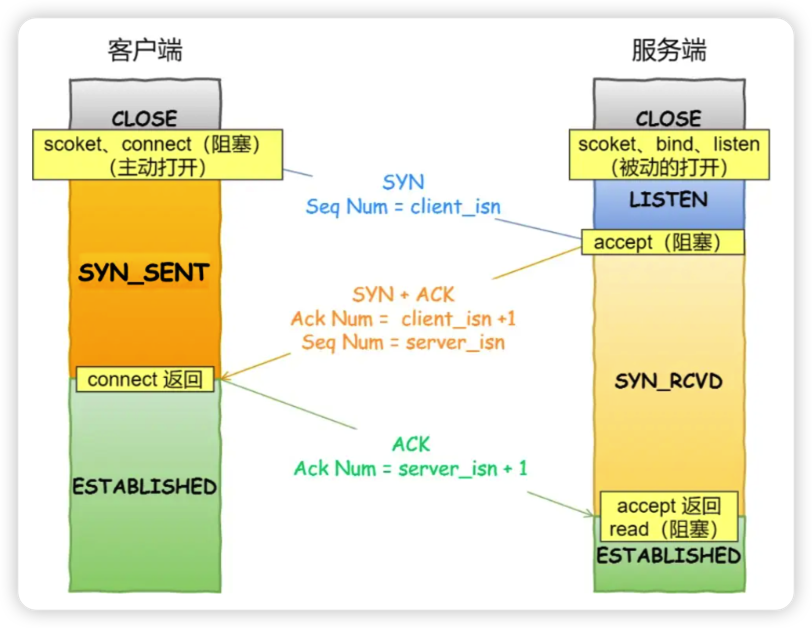 客户端
服务端
CLOSE
CLOSE
scoket、connect（阻塞）
（主动打开）
scoket、bind、listen
（被动的打开）
SYN
Seq Num = client_isn
LISTEN
accept（阻塞）
SYN_SENT
SYN + ACK
Ack Num = client_isn +1
Seq Num = server_isn
connect 返回
SYN_RCVD
ACK
Ack Num = server_isn + 1
ESTABLISHED
accept 返回
read（阻塞）
ESTABLISHED